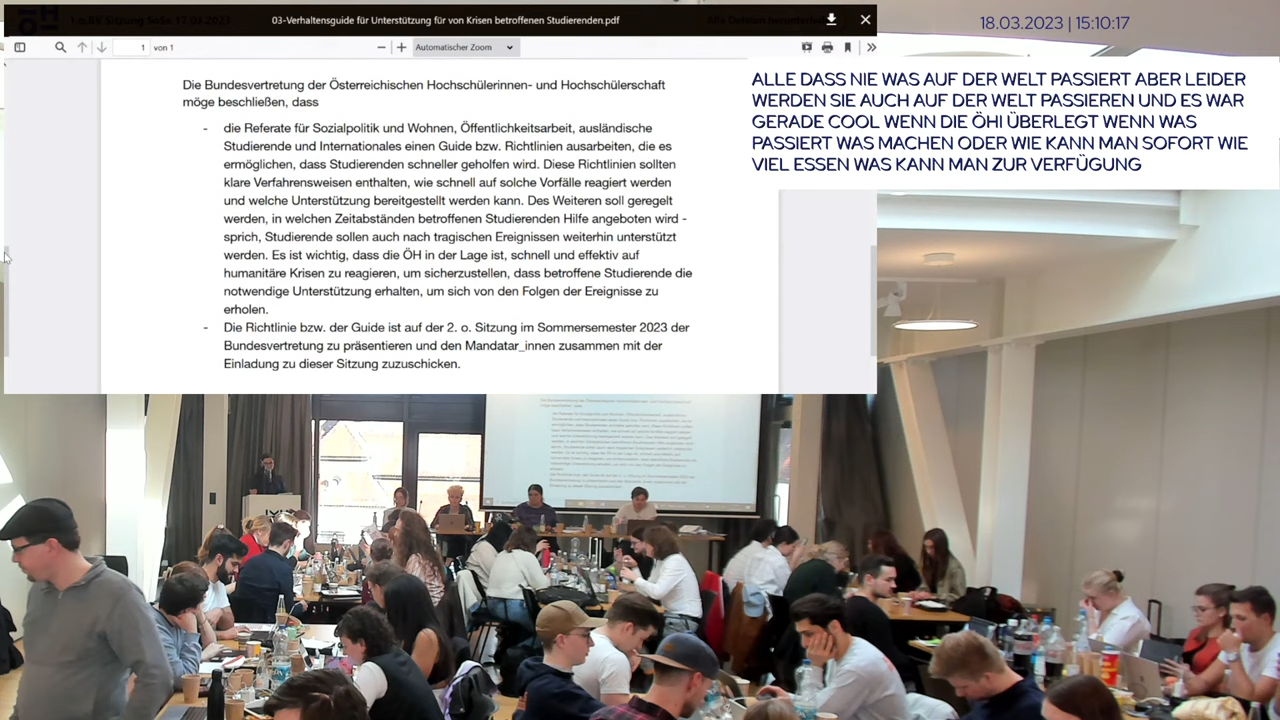 1.o.BV Sitzung SaSe 17.03.2023
03-Verhaltensguide für Unterstützung für von Krisen betroffenen Studierenden.pdf
18.03.2023 | 15:10:17
1 von 1
Automatischer Zoom
Die Bundesvertretung der Österreichischen Hochschülerinnen- und Hochschülerschaft
möge beschließen, dass
- die Referate für Sozialpolitik und Wohnen, Öffentlichkeitsarbeit, ausländische
Studierende und Internationales einen Guide bzw. Richtlinien ausarbeiten, die es
ermöglichen, dass Studierenden schneller geholfen wird. Diese Richtlinien sollten
klare Verfahrensweisen enthalten, wie schnell auf solche Vorfälle reagiert werden
und welche Unterstützung bereitgestellt werden kann. Des Weiteren soll geregelt
werden, in welchen Zeitabständen betroffenen Studierenden Hilfe angeboten wird -
sprich, Studierende sollen auch nach tragischen Ereignissen weiterhin unterstützt
werden. Es ist wichtig, dass die ÖH in der Lage ist, schnell und effektiv auf
humanitäre Krisen zu reagieren, um sicherzustellen, dass betroffene Studierende die
notwendige Unterstützung erhalten, um sich von den Folgen der Ereignisse zu
erholen.
- Die Richtlinie bzw. der Guide ist auf der 2. o. Sitzung im Sommersemester 2023 der
Bundesvertretung zu präsentieren und den Mandatar_innen zusammen mit der
Einladung zu dieser Sitzung zuzuschicken.
ALLE DASS NIE WAS AUF DER WELT PASSIERT ABER LEIDER
WERDEN SIE AUCH AUF DER WELT PASSIEREN UND ES WAR
GERADE COOL WENN DIE ÖHI ÜBERLEGT WENN WAS
PASSIERT WAS MACHEN ODER WIE KANN MAN SOFORT WIE
VIEL ESSEN WAS KANN MAN ZUR VERFÜGUNG